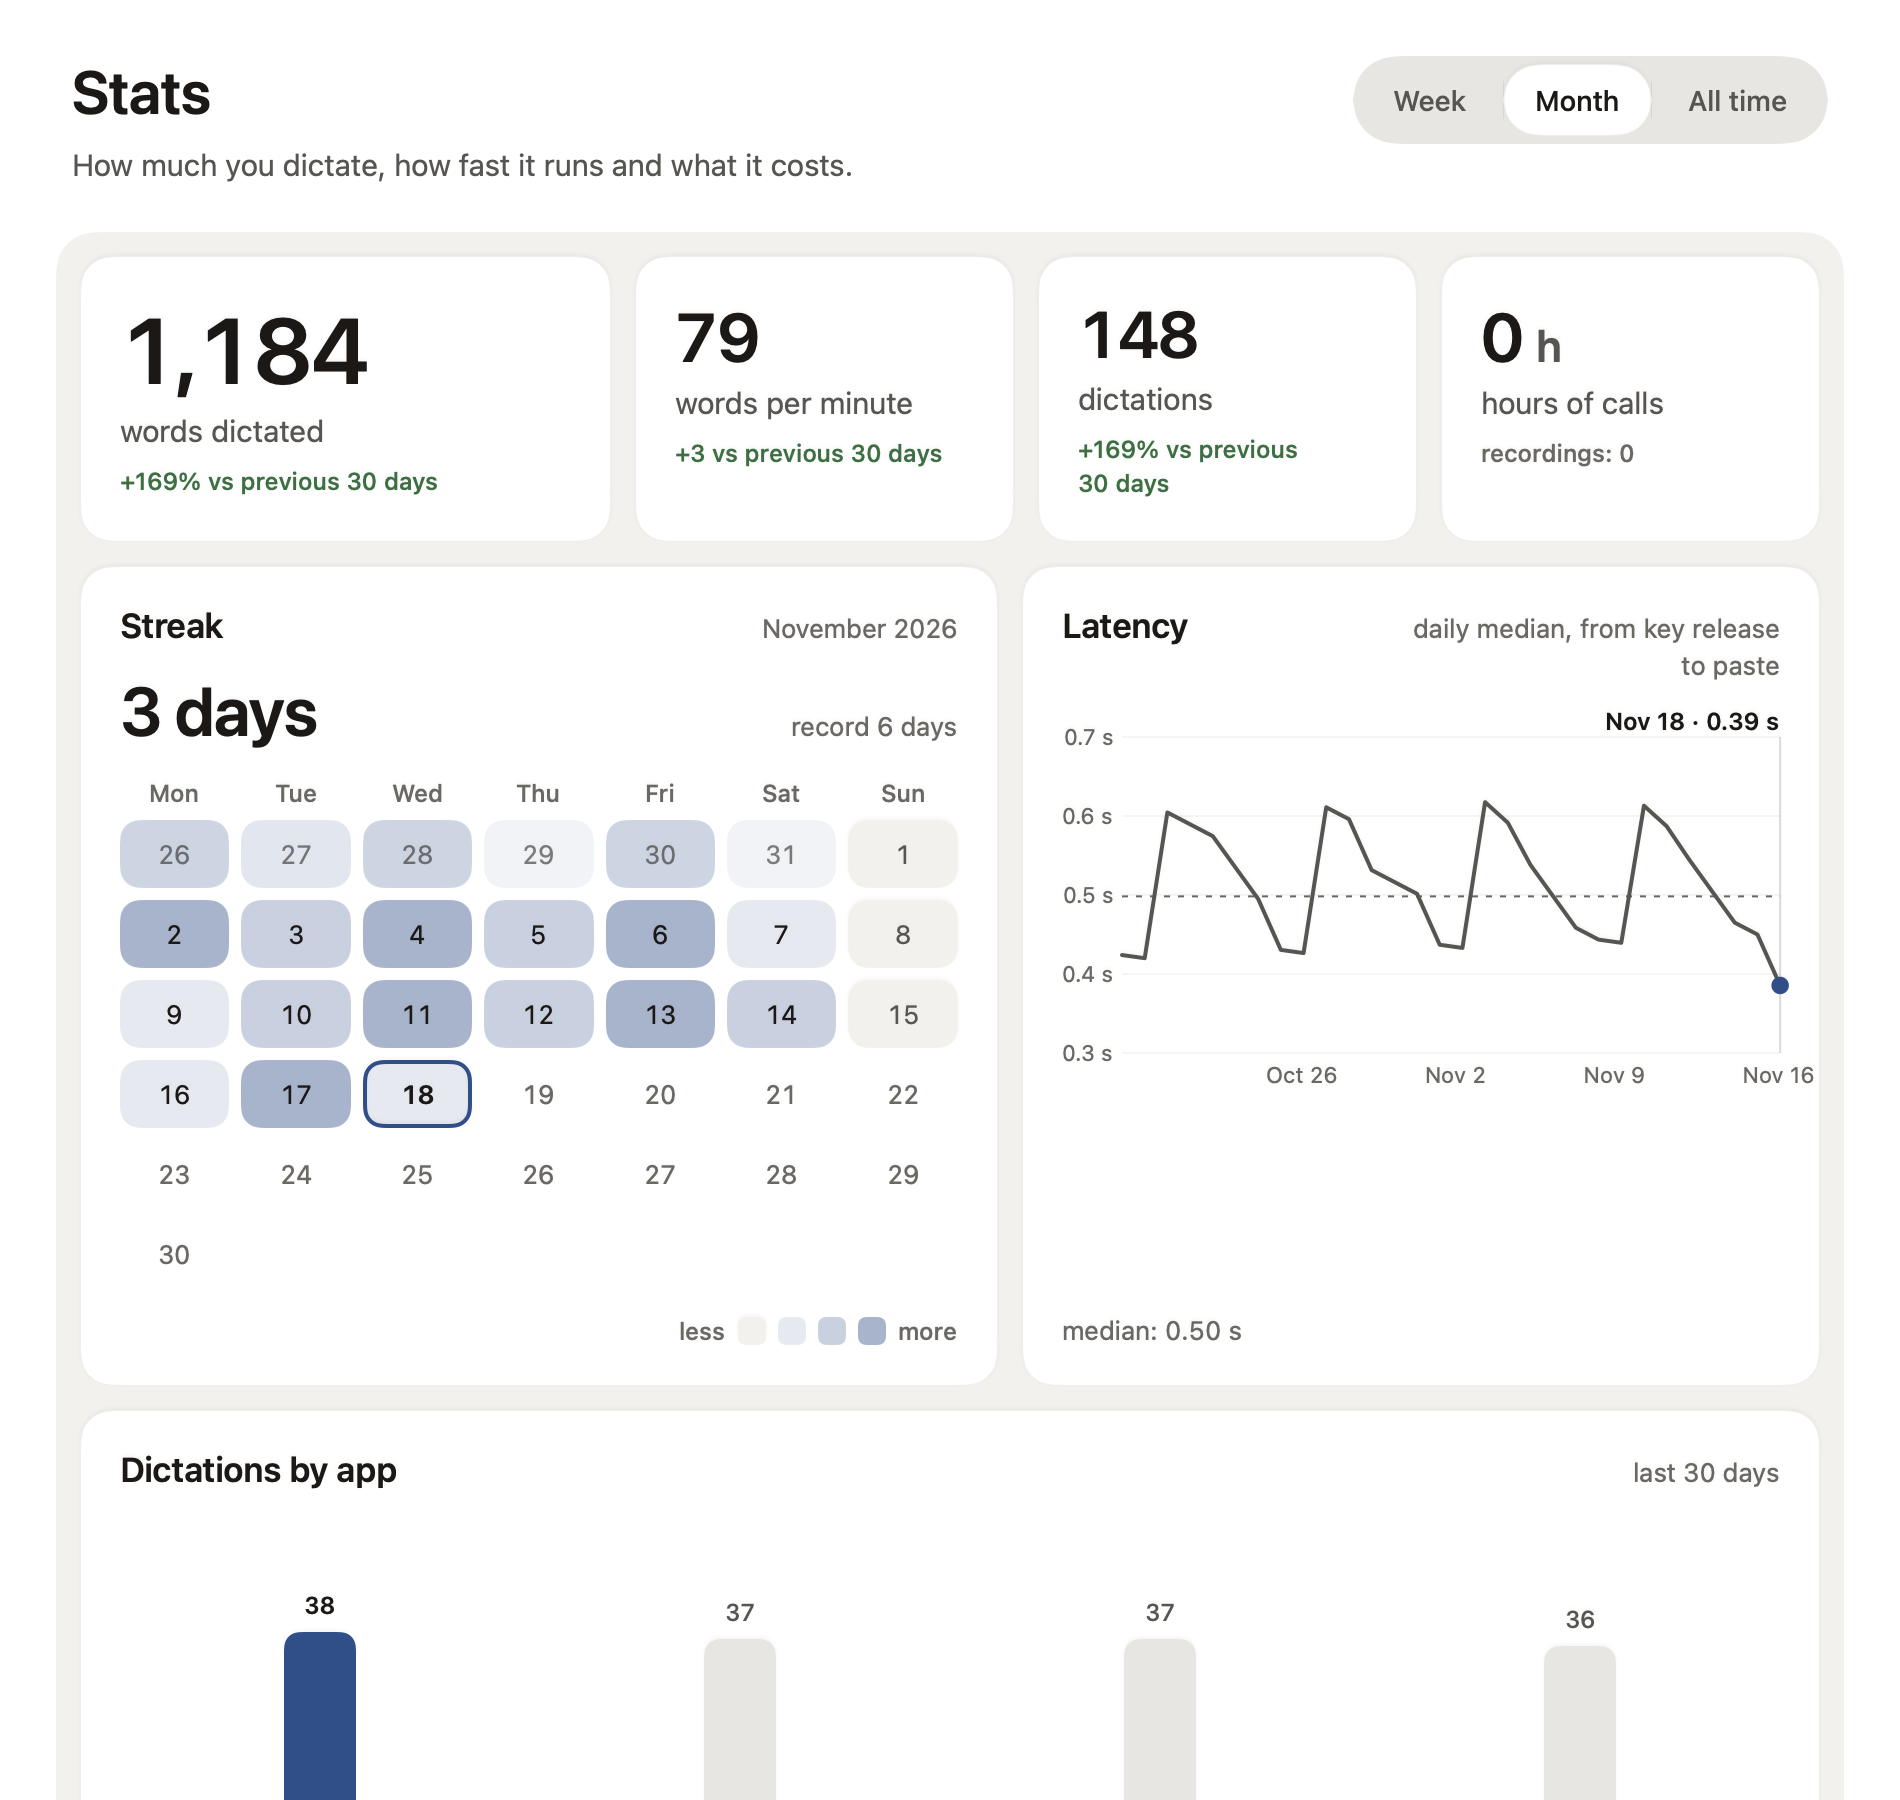 Stats
Week Month All time
How much you dictate, how fast it runs and what it costs.
1,184
words dictated
+169% vs previous 30 days
79
words per minute
+3 vs previous 30 days
148
dictations
+169% vs previous
30 days
0 h
hours of calls
recordings: 0
Streak
November 2026
3 days
record 6 days
Mon Tue Wed Thu Fri Sat Sun
26 27 28 29 30 31 1
2 3 4 5 6 7 8
9 10 11 12 13 14 15
16 17 18 19 20 21 22
23 24 25 26 27 28 29
30
less more
Latency
daily median, from key release
to paste
Nov 18 · 0.39 s
0.7 s
0.6 s
0.5 s
0.4 s
0.3 s
Oct 26 Nov 2 Nov 9 Nov 16
median: 0.50 s
Dictations by app
last 30 days
38 37 37 36